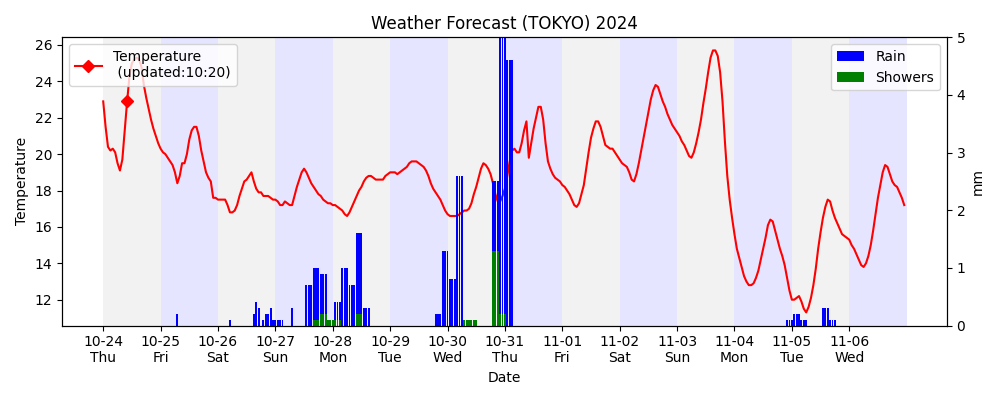 Weather Forecast (TOKYO) 2024
Temperature
(updated:10:20)
Rain
Showers
Temperature
26
24
22
20
18
16
14
12
5
4
3
2
1
0
mm
10-24 10-25 10-26 10-27 10-28 10-29 10-30 10-31 11-01 11-02 11-03 11-04 11-05 11-06
Thu Fri Sat Sun Mon Tue Wed Thu Fri Sat Sun Mon Tue Wed
Date